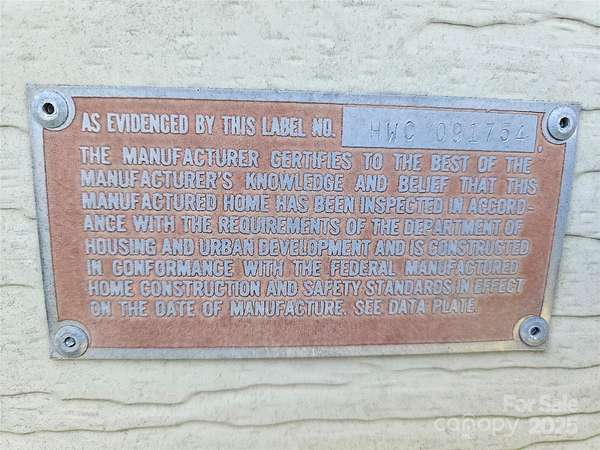 AS EVIDENCED BY THIS LABEL NO. HWC 091754,
THE MANUFACTURER CERTIFIES TO THE BEST OF THE
MANUFACTURER'S KNOWLEDGE AND BELIEF THAT THIS
MANUFACTURED HOME HAS BEEN INSPECTED IN ACCORD-
ANCE WITH THE REQUIREMENTS OF THE DEPARTMENT OF
HOUSING AND URBAN DEVELOPMENT AND IS CONSTRUCTED
IN CONFORMANCE WITH THE FEDERAL MANUFACTURED
HOME CONSTRUCTION AND SAFETY STANDARDS IN EFFECT
ON THE DATE OF MANUFACTURE. SEE DATA PLATE.
For Sale
canopy 2025